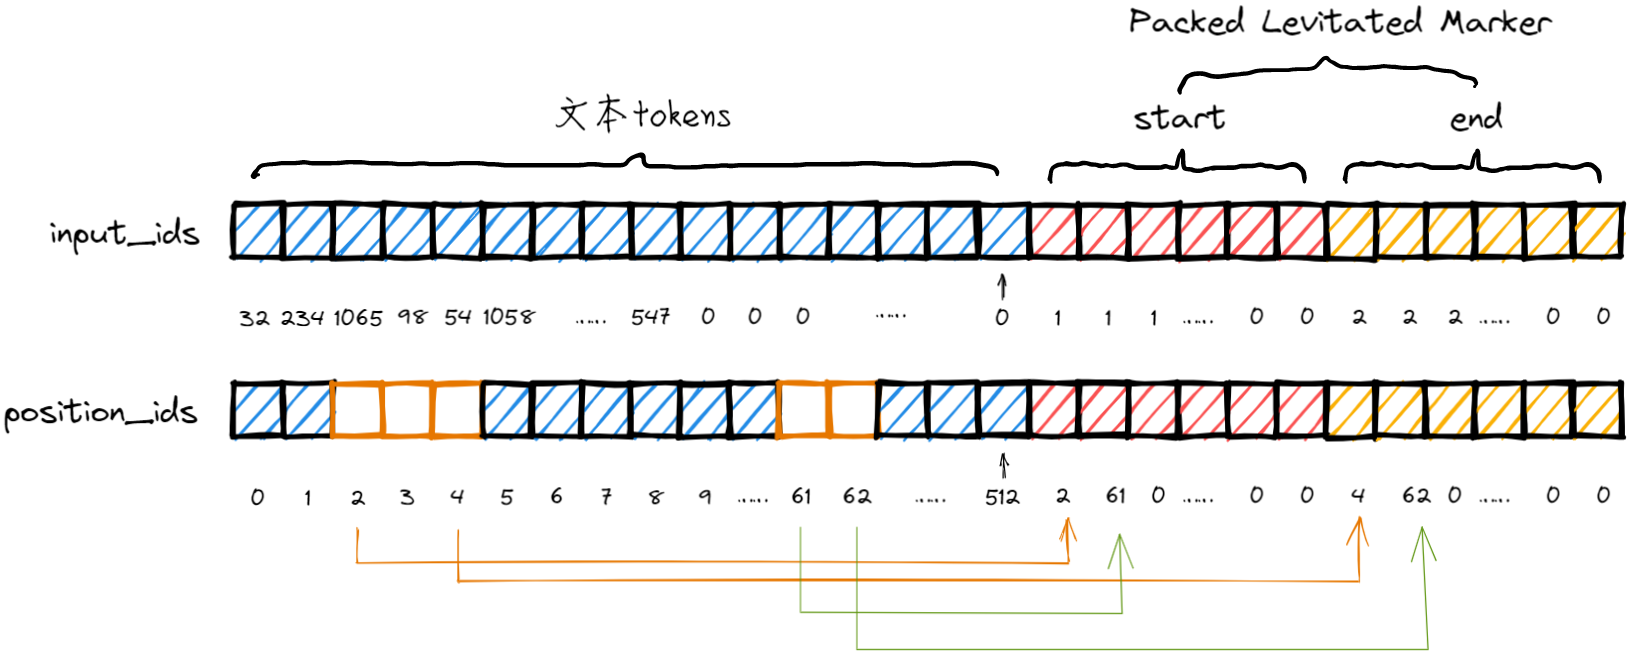 Packed Levitated Marker
文本tokens
start
end
input_ids
32 234 1065 98 54 1058 ...... 547 0 0 0 ...... 0 1 1 1 ...... 0 0 2 2 2 ...... 0 0
position_ids
0 1 2 3 4 5 6 7 8 9 ...... 61 62 ...... 512 2 61 0 ...... 0 0 4 62 0 ...... 0 0